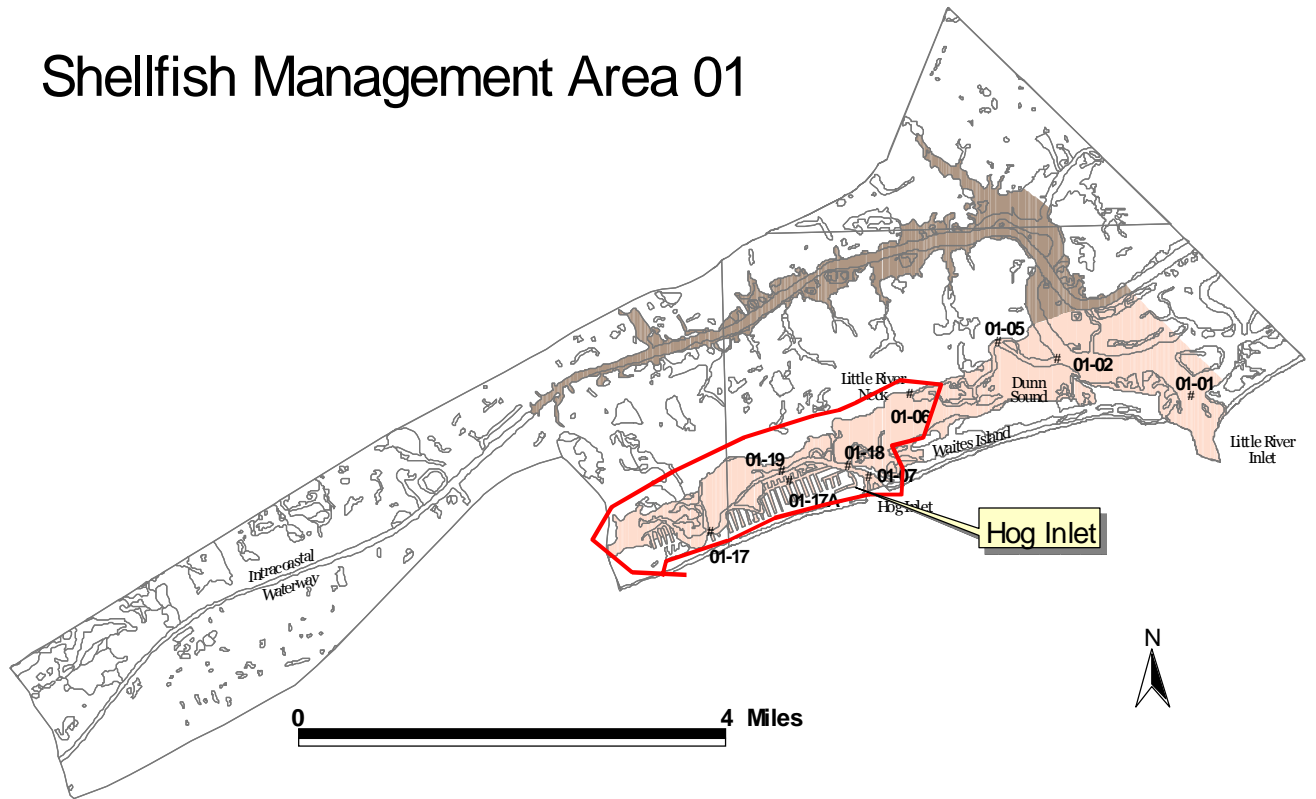 Shellfish Management Area 01
01-05
#
#
01-02
Little River
Neck
#
Dunn
Sound
01-01
#
01-06
Waites Island
Little River
Inlet
01-19
#
01-18
#
#
01-07
#
01-17A
Hog Inlet
Hog Inlet
#
01-17
Intracoastal
Waterway
N
0
4 Miles